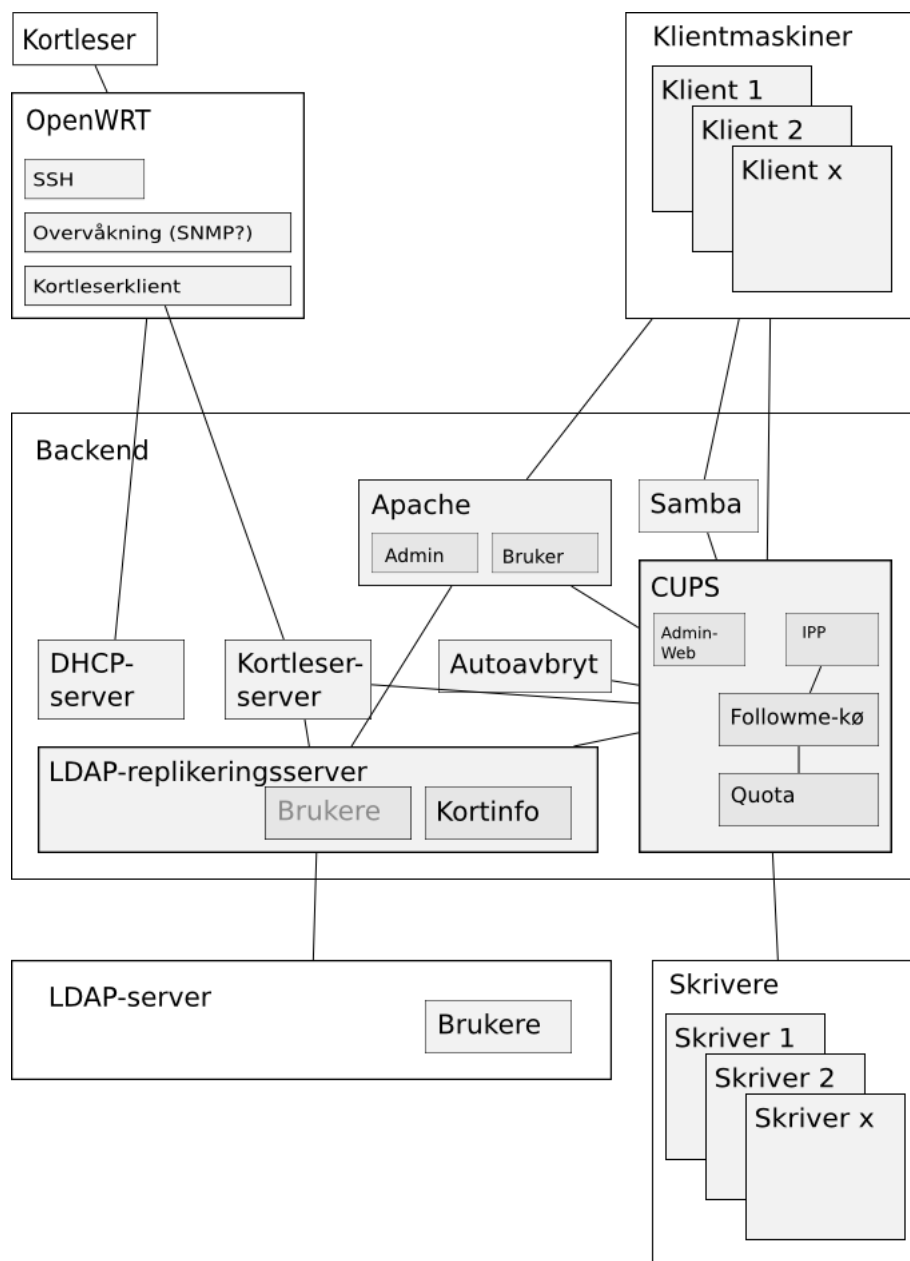 Kortleser
OpenWRT
SSH
Overvåkning (SNMP?)
Kortleserklient
Klientmaskiner
Klient 1
Klient 2
Klient x
Backend
Apache
Admin
Bruker
Samba
CUPS
Admin-
Web
IPP
Followme-kø
Quota
DHCP-
server
Kortleser-
server
Autoavbryt
LDAP-replikeringsserver
Brukere
Kortinfo
LDAP-server
Brukere
Skrivere
Skriver 1
Skriver 2
Skriver x